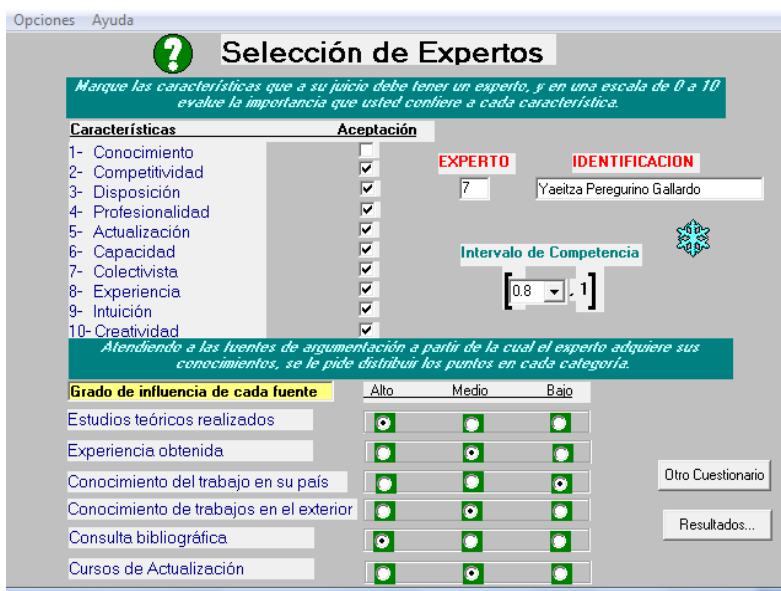 Opciones Ayuda
? Selección de Expertos
Marque las características que a su juicio debe tener un experto, y en una escala de 0 a 10
evalue la importancia que usted confiere a cada característica.
Características Aceptación
1- Conocimiento
2- Competitividad
3- Disposición
4- Profesionalidad
5- Actualización
6- Capacidad
7- Colectivista
8- Experiencia
9- Intuición
10- Creatividad
EXPERTO IDENTIFICACION
7 Yaeitza Peregurino Gallardo
Intervalo de Competencia
[0.8 , 1]
Atendiendo a las fuentes de argumentación a partir de la cual el experto adquiere sus
conocimientos, se le pide distribuir los puntos en cada categoría.
Grado de influencia de cada fuente Alto Medio Bajo
Estudios teóricos realizados
Experiencia obtenida
Conocimiento del trabajo en su país
Conocimiento de trabajos en el exterior
Consulta bibliográfica
Cursos de Actualización
Otro Cuestionario
Resultados...